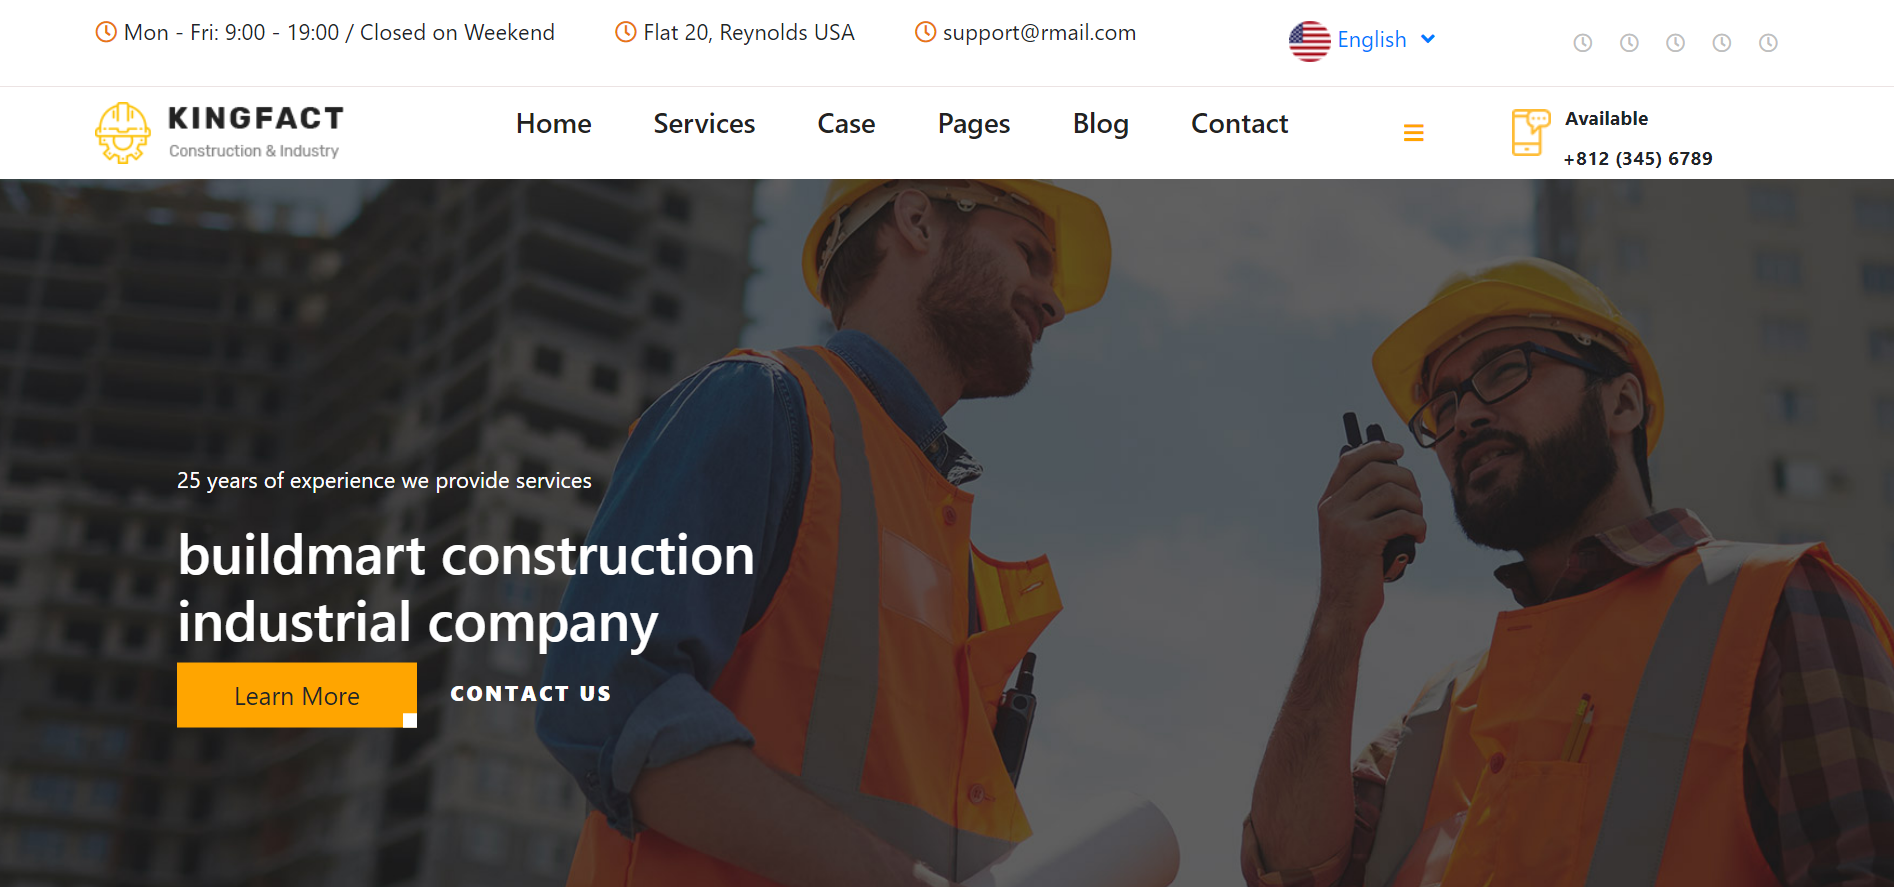 Mon - Fri: 9:00 - 19:00 / Closed on Weekend
Flat 20, Reynolds USA
support@rmail.com
English
KINGFACT
Construction & Industry
Home
Services
Case
Pages
Blog
Contact
Available
+812 (345) 6789
25 years of experience we provide services
buildmart construction
industrial company
Learn More
CONTACT US